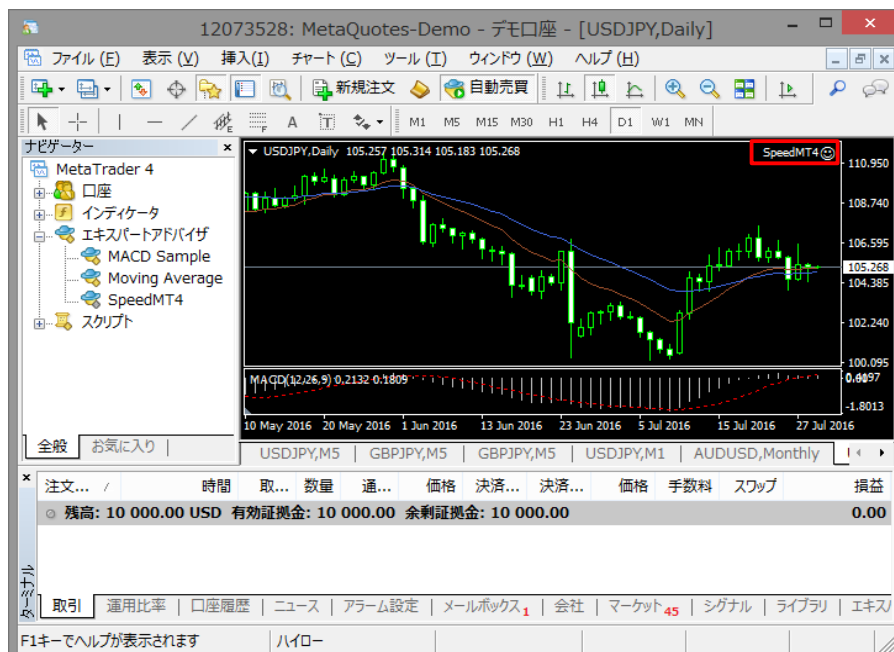 12073528: MetaQuotes-Demo - デモ口座 - [USDJPY,Daily]
ファイル (F) 表示 (V) 挿入(I) チャート (C) ツール (T) ウィンドウ (W) ヘルプ (H)
新規注文 自動売買
E F A T M1 M5 M15 M30 H1 H4 D1 W1 MN
ナビゲーター
MetaTrader 4
口座
インディケータ
エキスパートアドバイザ
MACD Sample
Moving Average
SpeedMT4
スクリプト
全般 お気に入り
USDJPY,Daily 105.257 105.314 105.183 105.268
SpeedMT4
110.950
108.740
106.595
105.268
104.385
102.240
100.095
MACD(12,26,9) 0.2132 0.1809
-1.8013
10 May 2016 20 May 2016 1 Jun 2016 13 Jun 2016 23 Jun 2016 5 Jul 2016 15 Jul 2016 27 Jul 2016
USDJPY,M5 GBPJPY,M5 GBPJPY,M5 USDJPY,M1 AUDUSD,Monthly
注文... / 時間 取... 数量 通... 価格 決済... 決済... 価格 手数料 スワップ 損益
残高: 10 000.00 USD 有効証拠金: 10 000.00 余剰証拠金: 10 000.00 0.00
ターミナル
取引 運用比率 口座履歴 ニュース アラーム設定 メールボックス 1 会社 マーケット 45 シグナル ライブラリ エキス
F1キーでヘルプが表示されます ハイロー